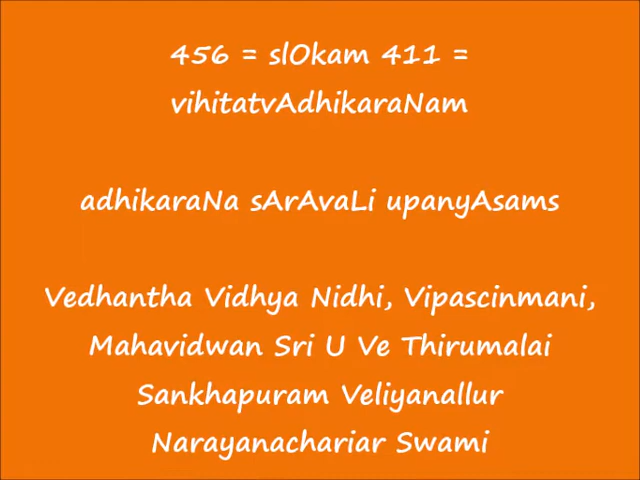 456 = slOkam 411 =
vihitatvAdhikaraNam
adhikaraNa sArAvaLi upanyAsams
Vedhantha Vidhya Nidhi, Vipascinmani,
Mahavidwan Sri U Ve Thirumalai
Sankhapuram Veliyanallur
Narayanachariar Swami